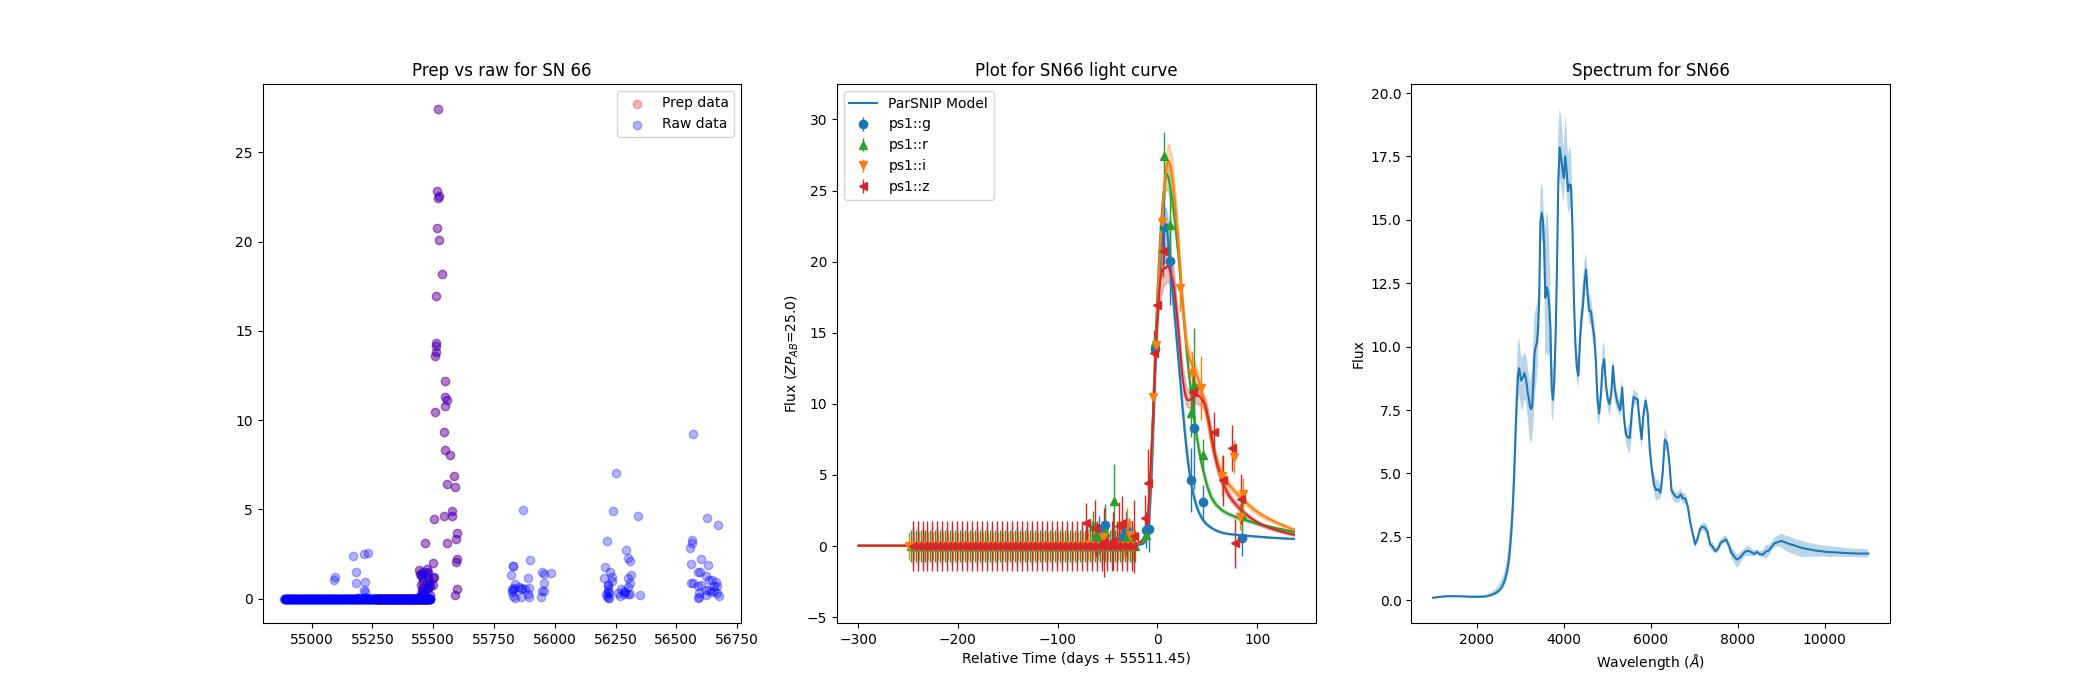 Prep vs raw for SN 66
Prep data
Raw data
25
20
15
10
5
0
55000 55250 55500 55750 56000 56250 56500 56750
Plot for SN66 light curve
ParSNIP Model
ps1::g
ps1::r
ps1::i
ps1::z
Flux (ZP_AB=25.0)
30
25
20
15
10
5
0
−5
−300 −200 −100 0 100
Relative Time (days + 55511.45)
Spectrum for SN66
Flux
20.0
17.5
15.0
12.5
10.0
7.5
5.0
2.5
0.0
2000 4000 6000 8000 10000
Wavelength (Å)